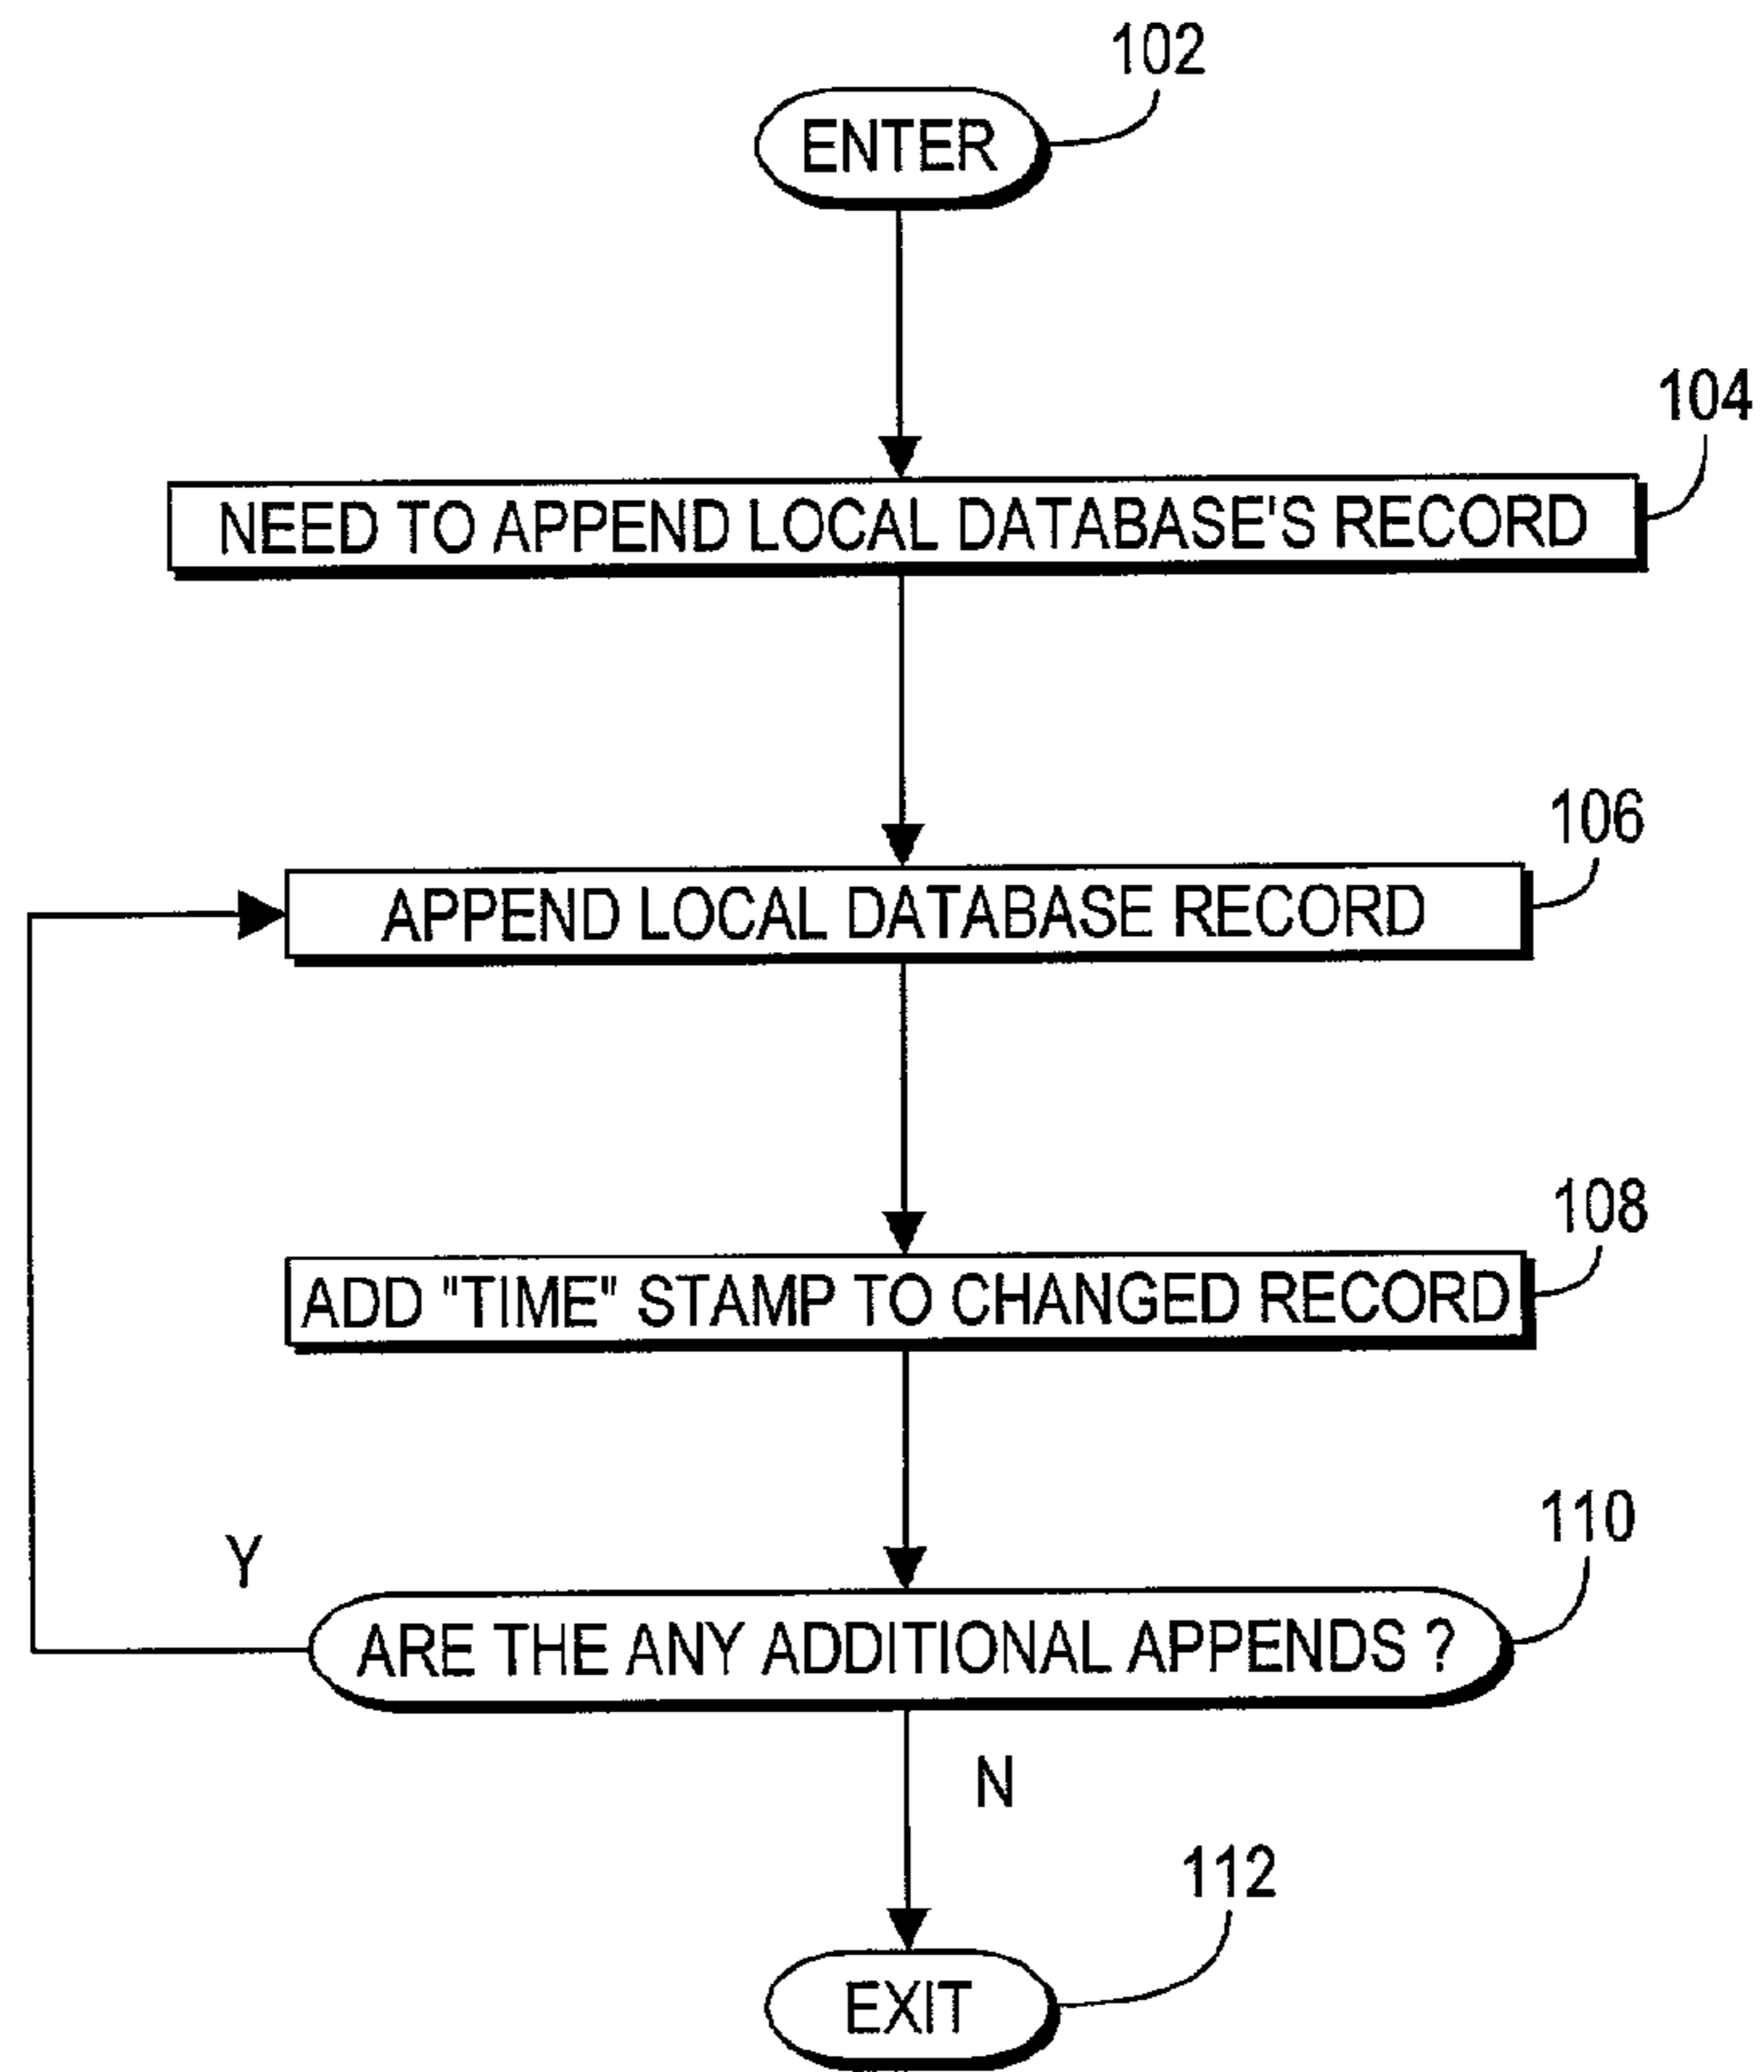 102
ENTER
104
NEED TO APPEND LOCAL DATABASE'S RECORD
106
APPEND LOCAL DATABASE RECORD
108
ADD "TIME" STAMP TO CHANGED RECORD
110
Y
ARE THE ANY ADDITIONAL APPENDS ?
N
112
EXIT